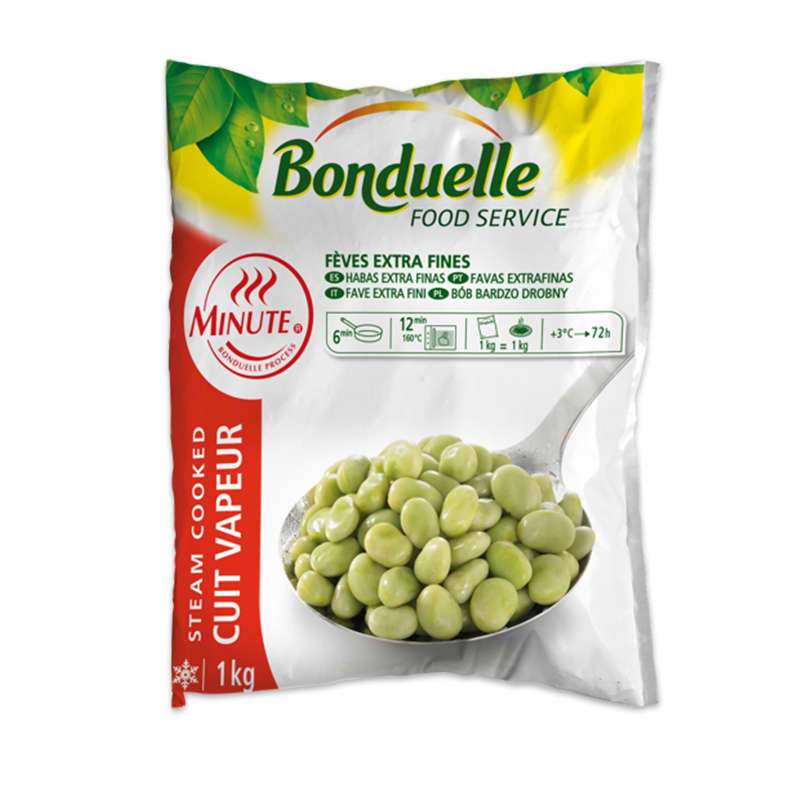 Bonduelle
FOOD SERVICE
FÈVES EXTRA FINES
ES HABAS EXTRA FINAS PT FAVAS EXTRAFINAS
IT FAVE EXTRA FINI PL BÓB BARDZO DROBNY
6 min
12 min
160°C
1 kg = 1 kg
+3°C → 72h
MINUTE®
BONDUELLE PROCESS
STEAM COOKED
CUIT VAPEUR
1 kg